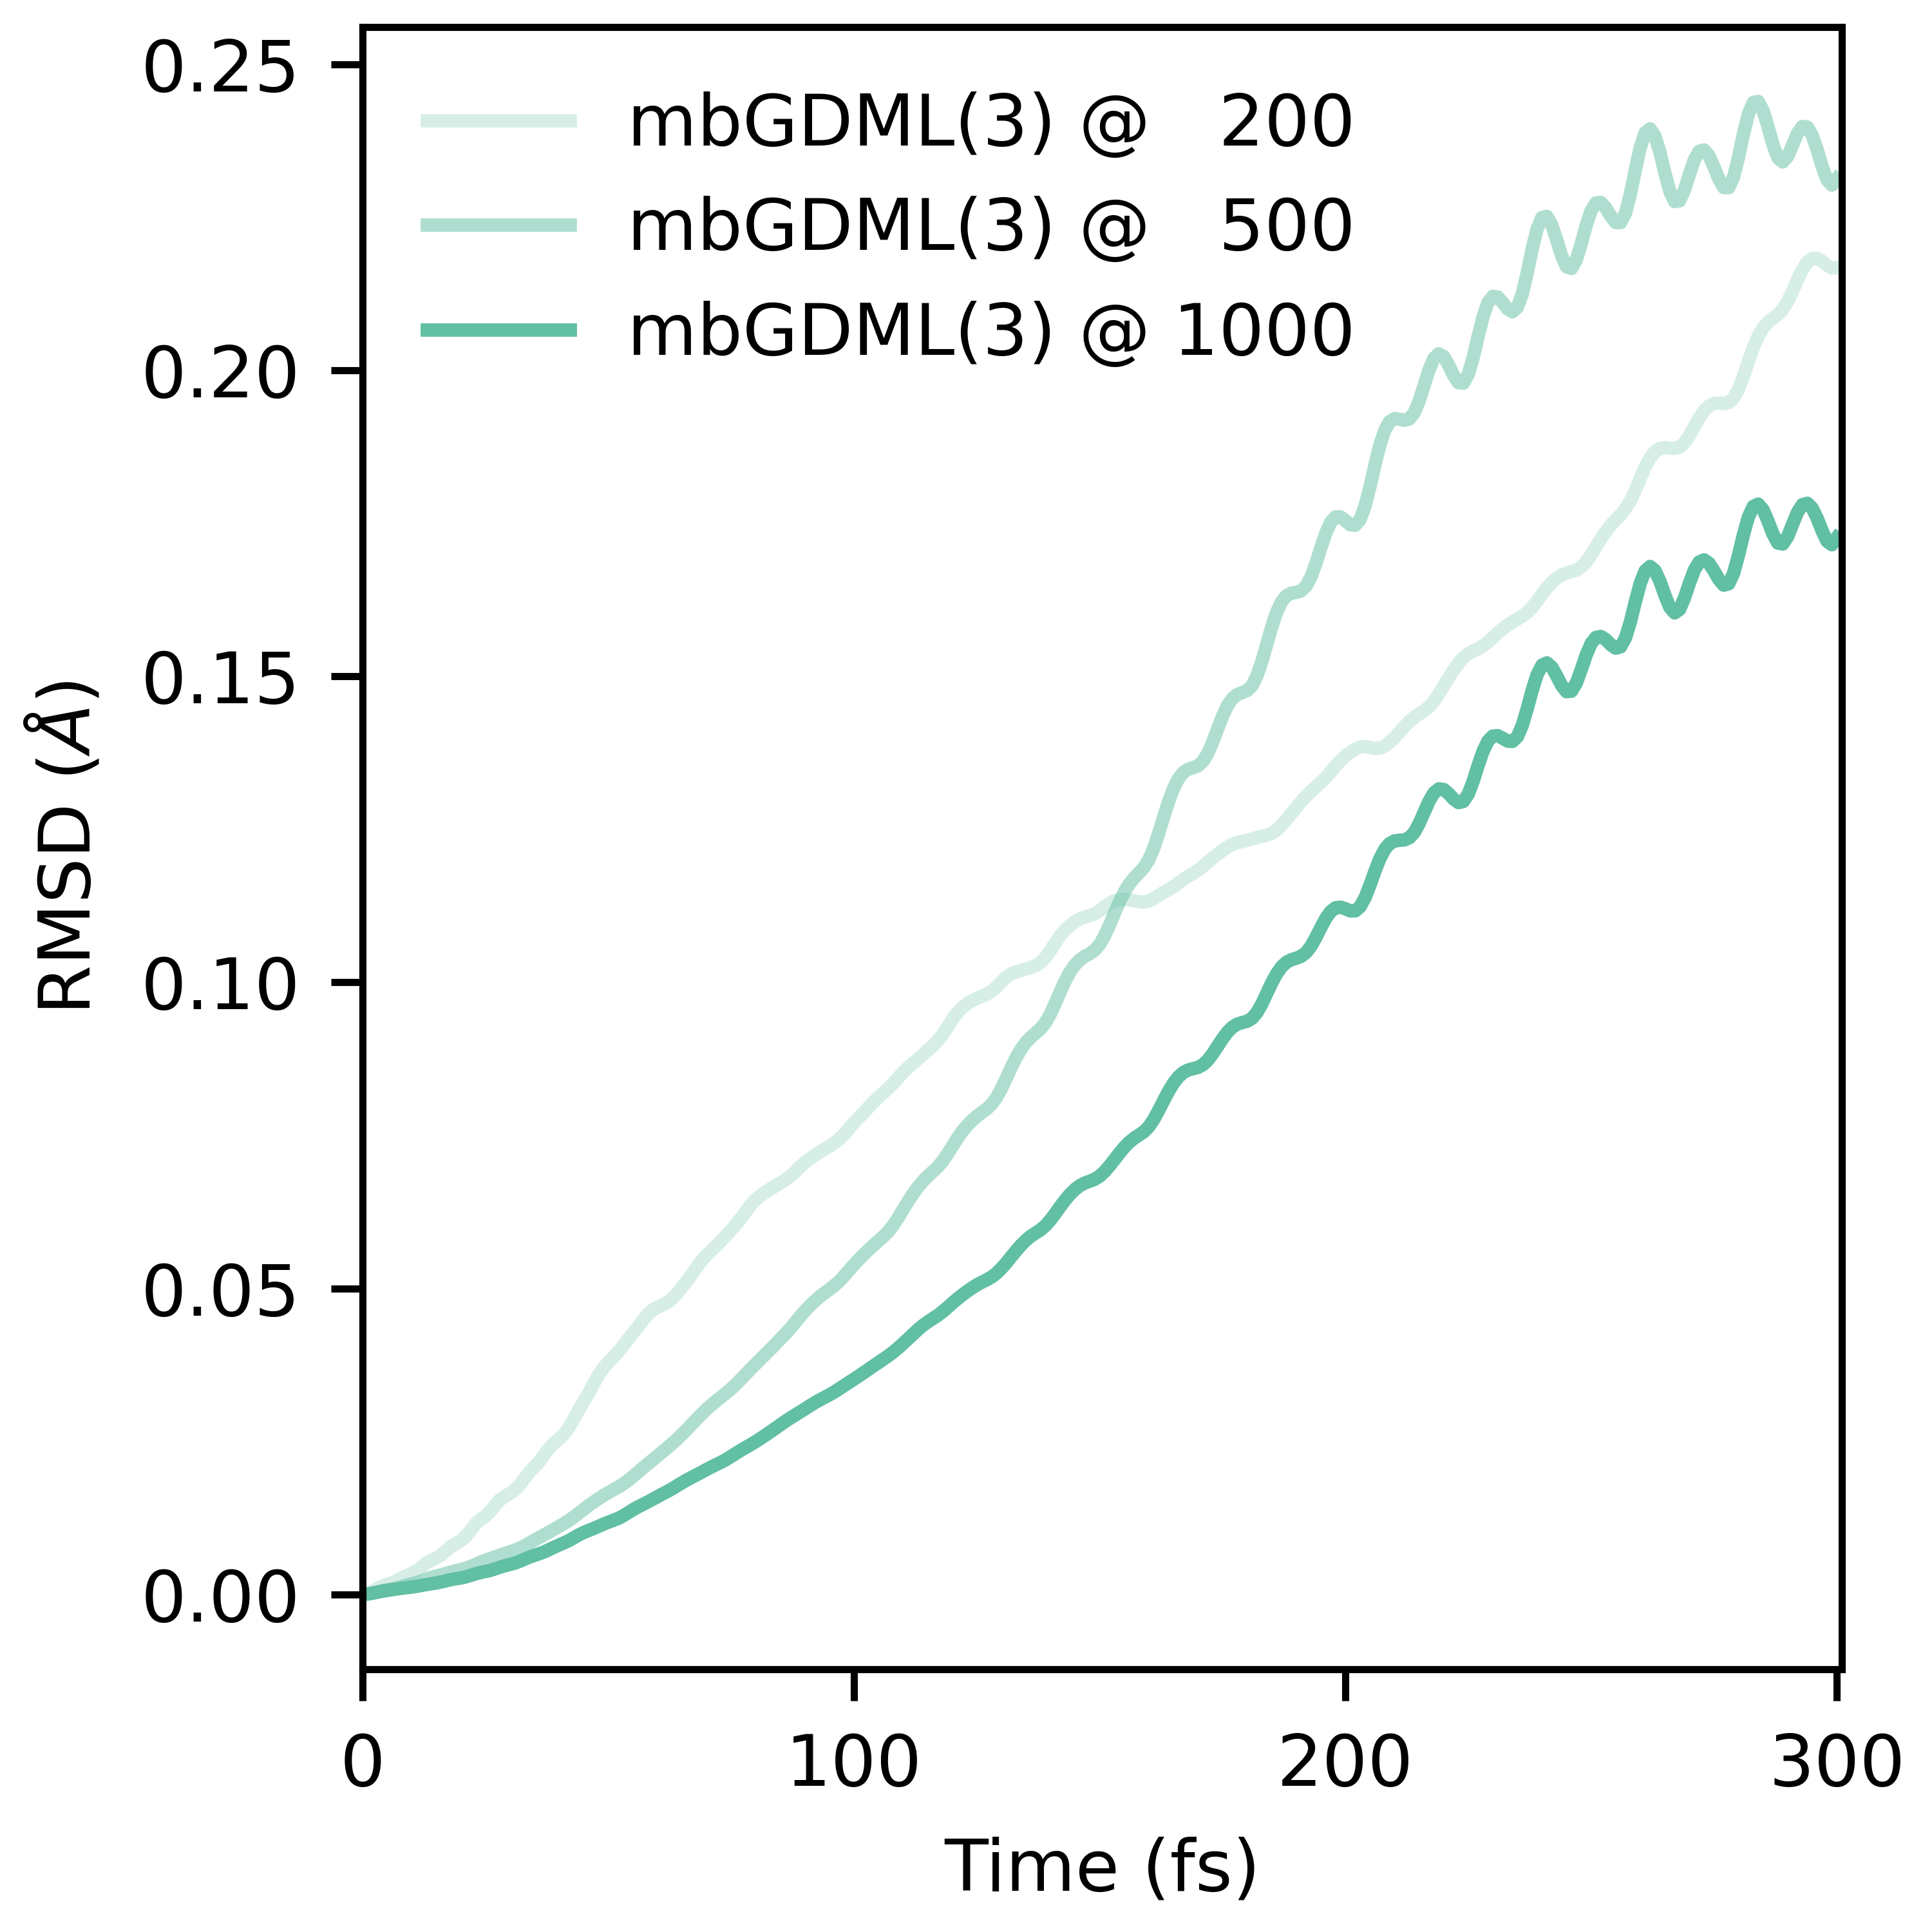 0.25
0.20
0.15
0.10
0.05
0.00
RMSD (Å)
mbGDML(3) @ 200
mbGDML(3) @ 500
mbGDML(3) @ 1000
0 100 200 300
Time (fs)